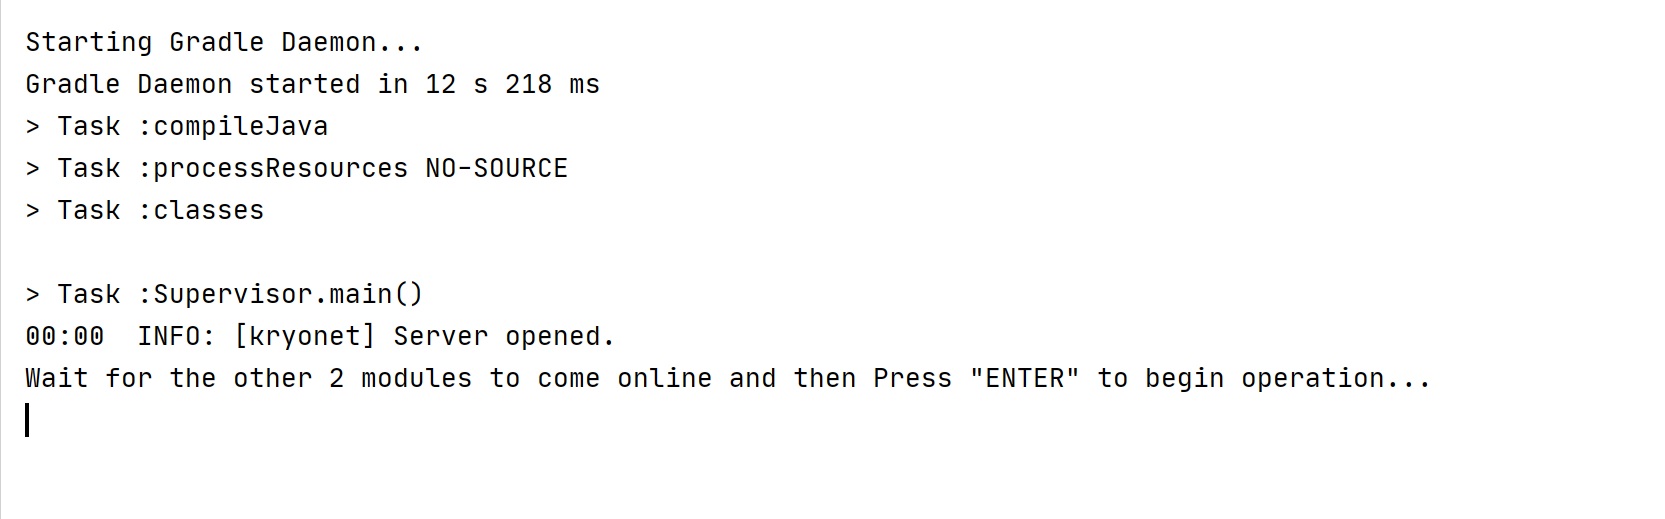 Starting Gradle Daemon...
Gradle Daemon started in 12 s 218 ms
> Task :compileJava
> Task :processResources NO-SOURCE
> Task :classes
> Task :Supervisor.main()
00:00  INFO: [kryonet] Server opened.
Wait for the other 2 modules to come online and then Press "ENTER" to begin operation...